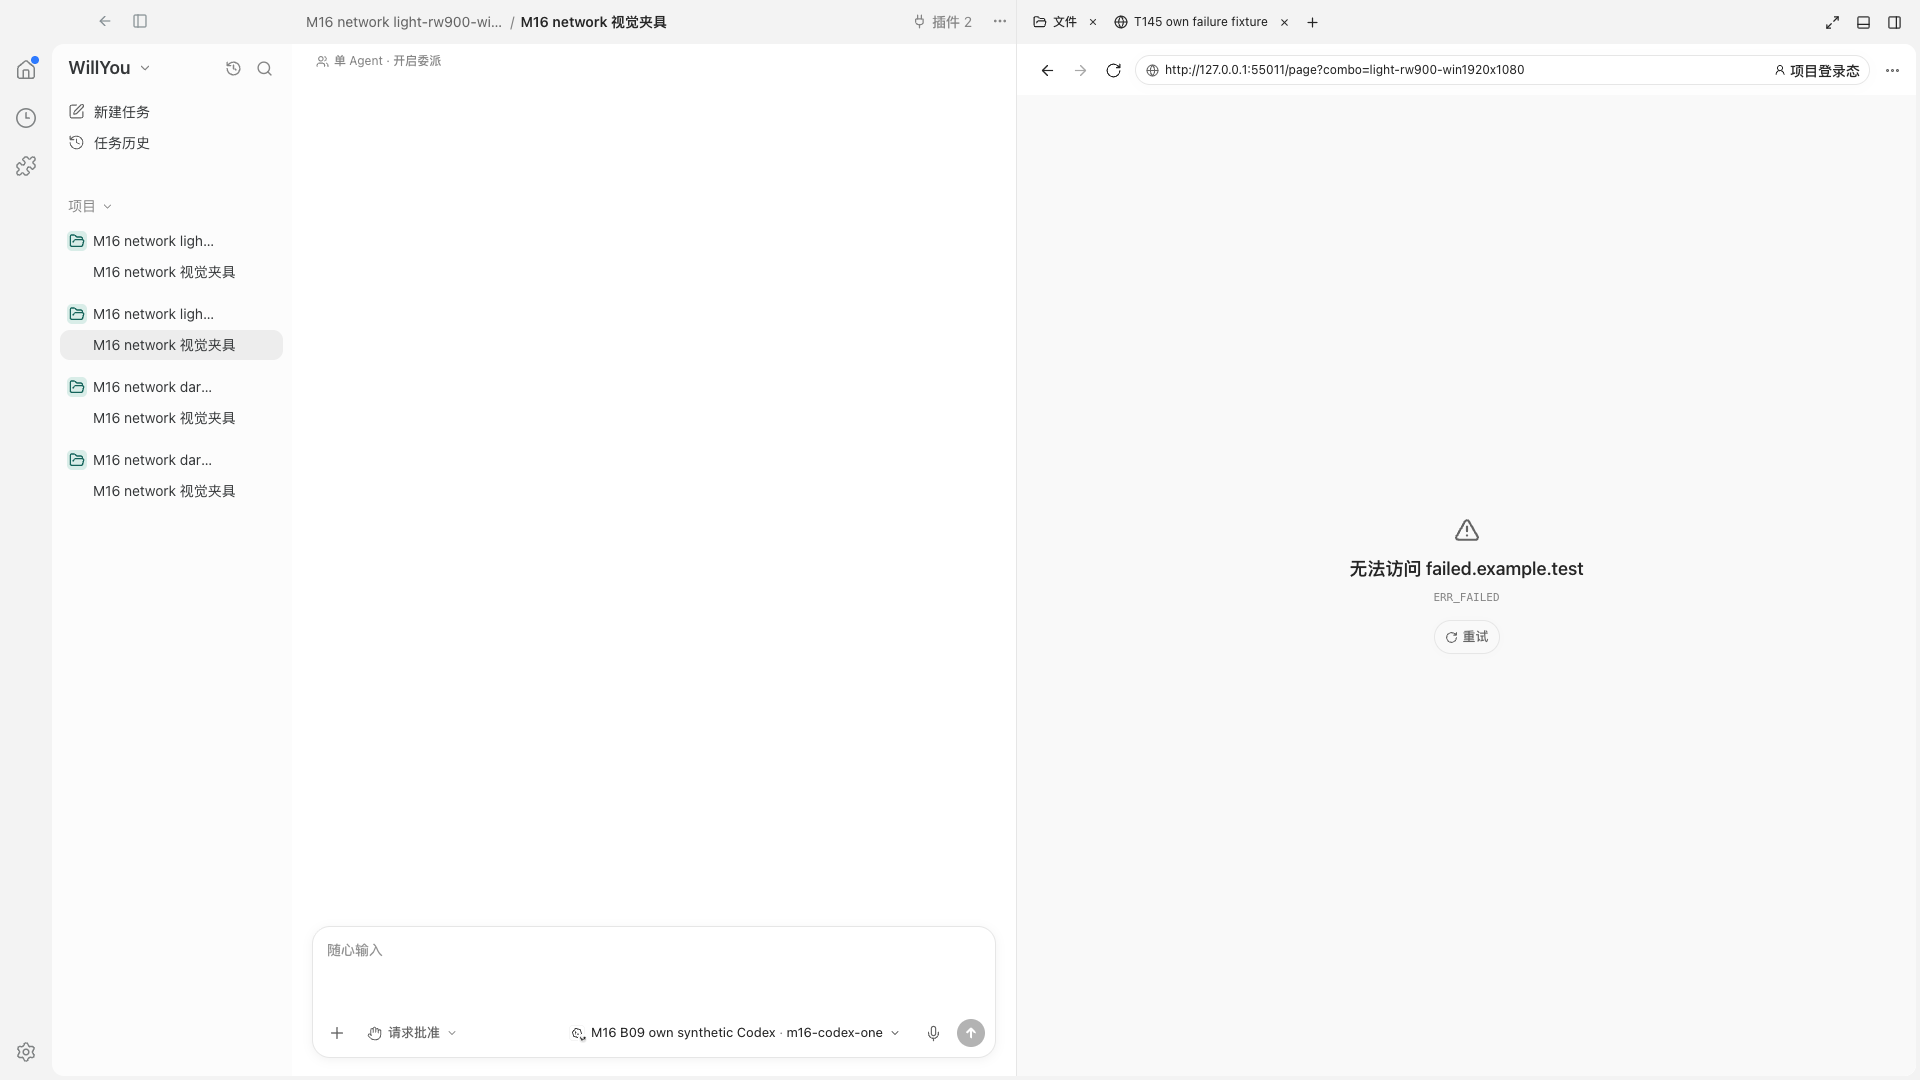 M16 network light-rw900-wi... / M16 network 视觉夹具
插件 2
文件
T145 own failure fixture
WillYou
单 Agent · 开启委派
http://127.0.0.1:55011/page?combo=light-rw900-win1920x1080
项目登录态
新建任务
任务历史
项目
M16 network ligh...
M16 network 视觉夹具
M16 network ligh...
M16 network 视觉夹具
M16 network dar...
M16 network 视觉夹具
M16 network dar...
M16 network 视觉夹具
无法访问 failed.example.test
ERR_FAILED
重试
随心输入
请求批准
M16 B09 own synthetic Codex · m16-codex-one